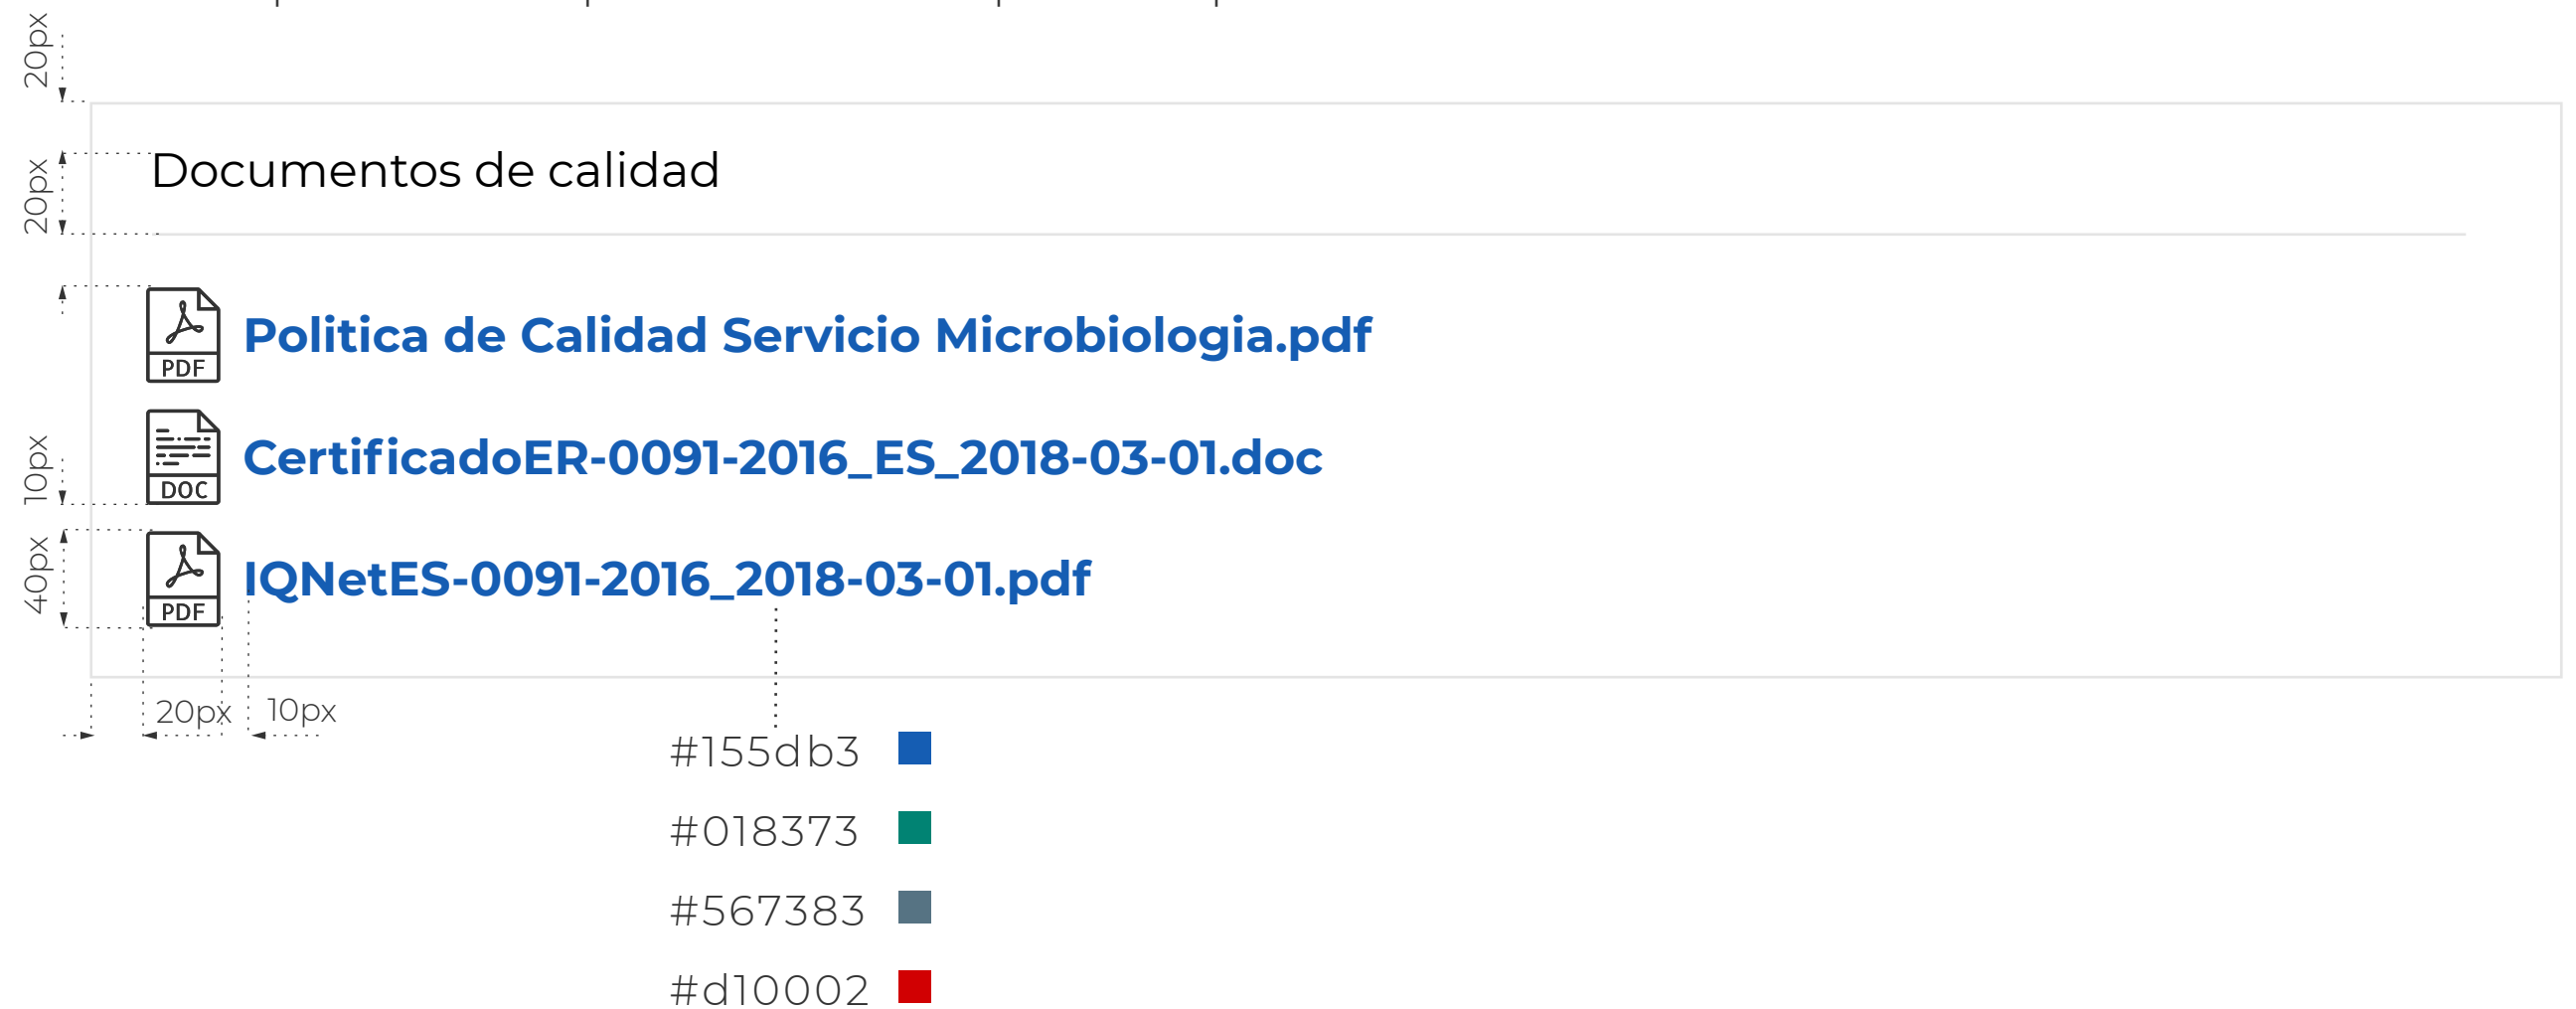 20px
Documentos de calidad
20px
PDF
Politica de Calidad Servicio Microbiologia.pdf
10px
DOC
CertificadoER-0091-2016_ES_2018-03-01.doc
40px
PDF
IQNetES-0091-2016_2018-03-01.pdf
20px
10px
#155db3
#018373
#567383
#d10002